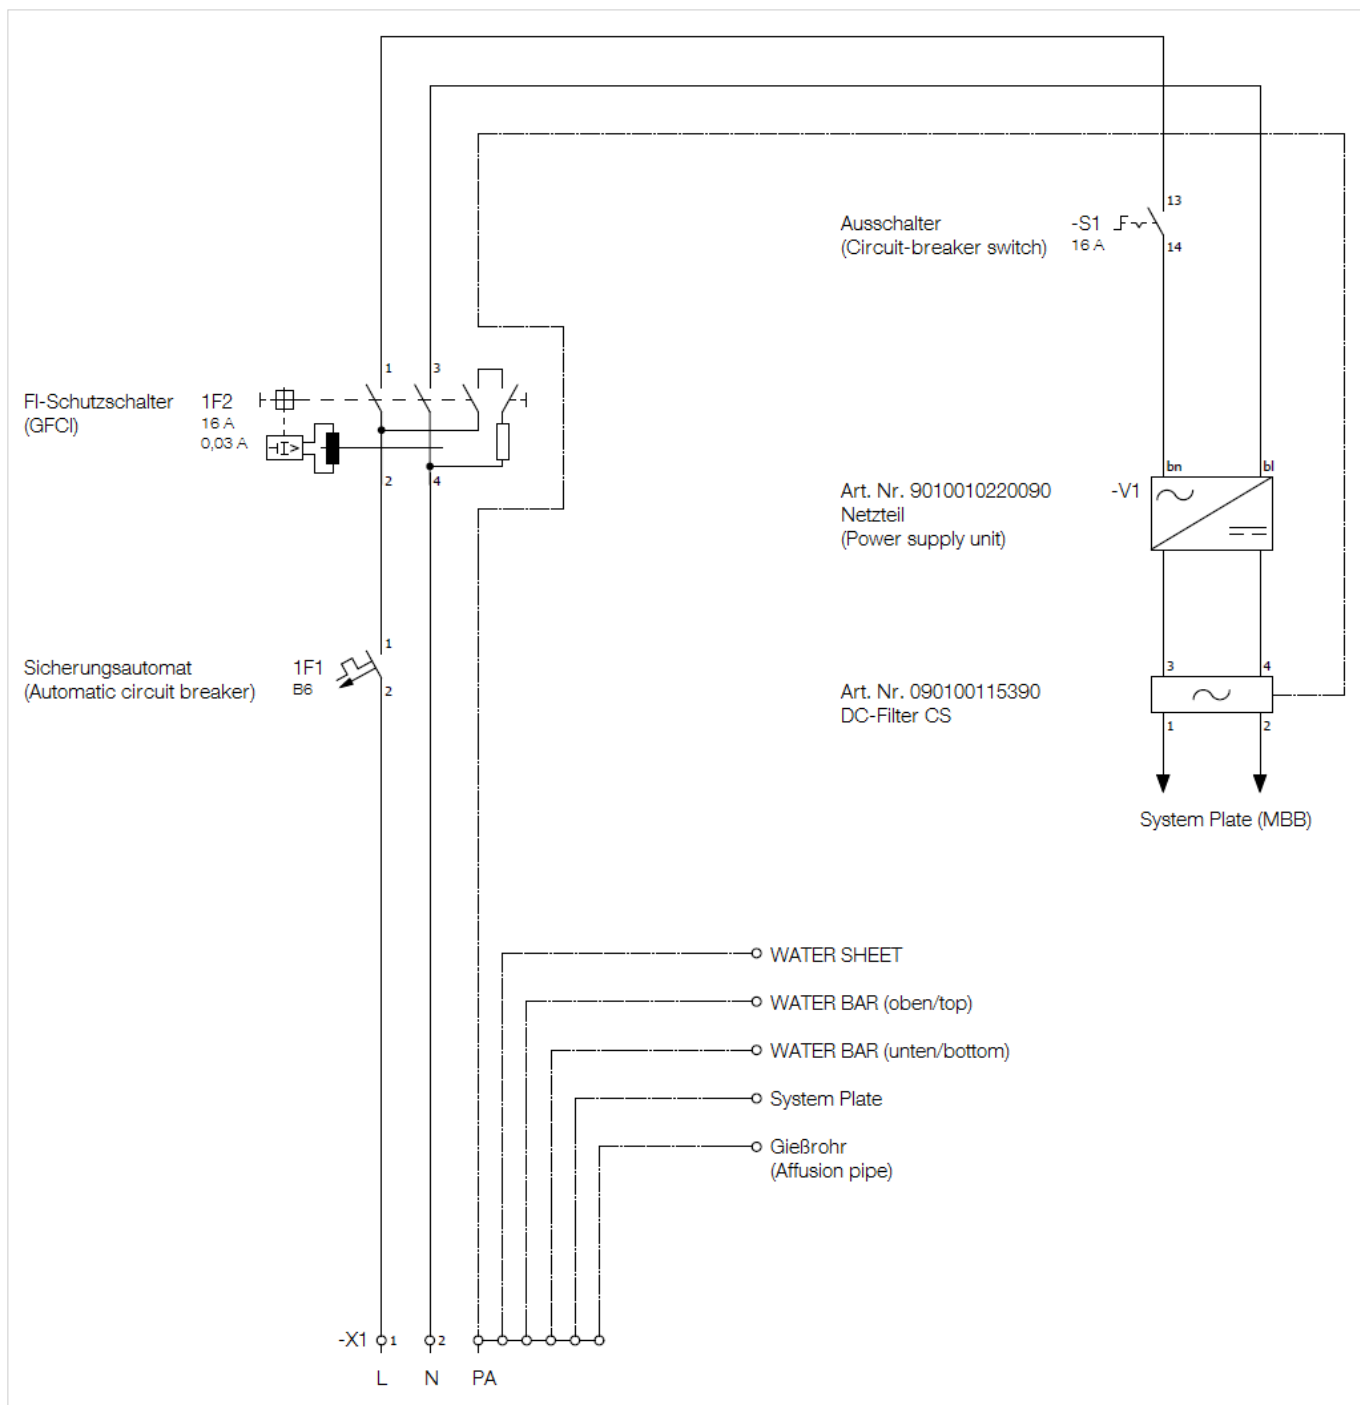 13
Ausschalter
(Circuit-breaker switch)
-S1
16 A
14
1
3
FI-Schutzschalter
(GFCI)
1F2
16 A
0,03 A
I>
2
4
bn
bl
Art. Nr. 9010010220090
Netzteil
(Power supply unit)
-V1
Sicherungsautomat
(Automatic circuit breaker)
1F1
B6
1
2
Art. Nr. 090100115390
DC-Filter CS
3
4
1
2
System Plate (MBB)
WATER SHEET
WATER BAR (oben/top)
WATER BAR (unten/bottom)
System Plate
Gießrohr
(Affusion pipe)
-X1
1
2
L
N
PA